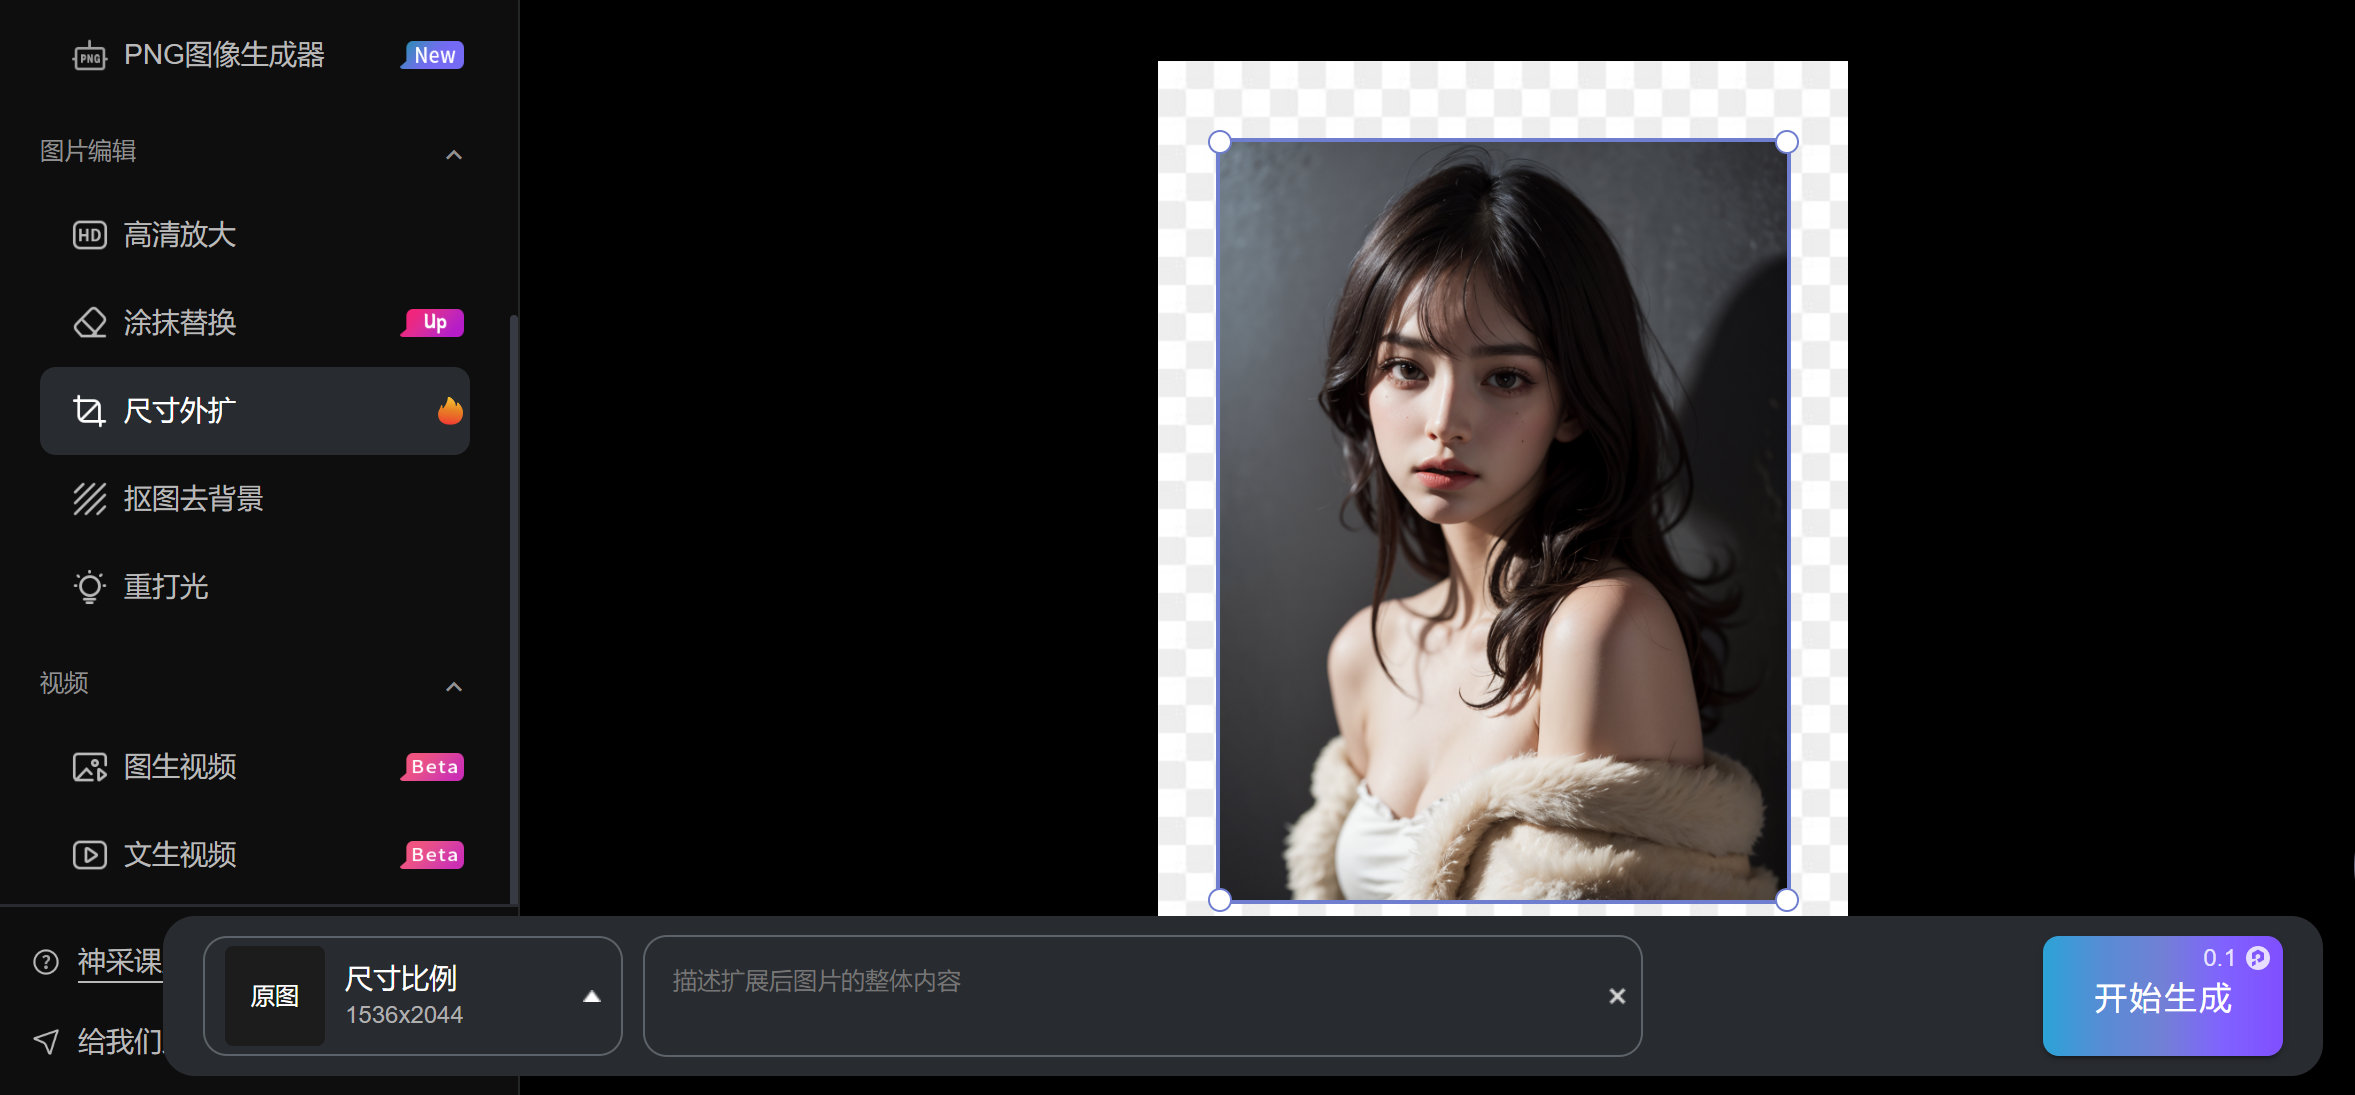 PNG图像生成器 New
图片编辑
HD 高清放大
涂抹替换 Up
尺寸外扩
抠图去背景
重打光
视频
图生视频 Beta
文生视频 Beta
神采课
给我们
原图
尺寸比例
1536x2044
描述扩展后图片的整体内容
0.1
开始生成